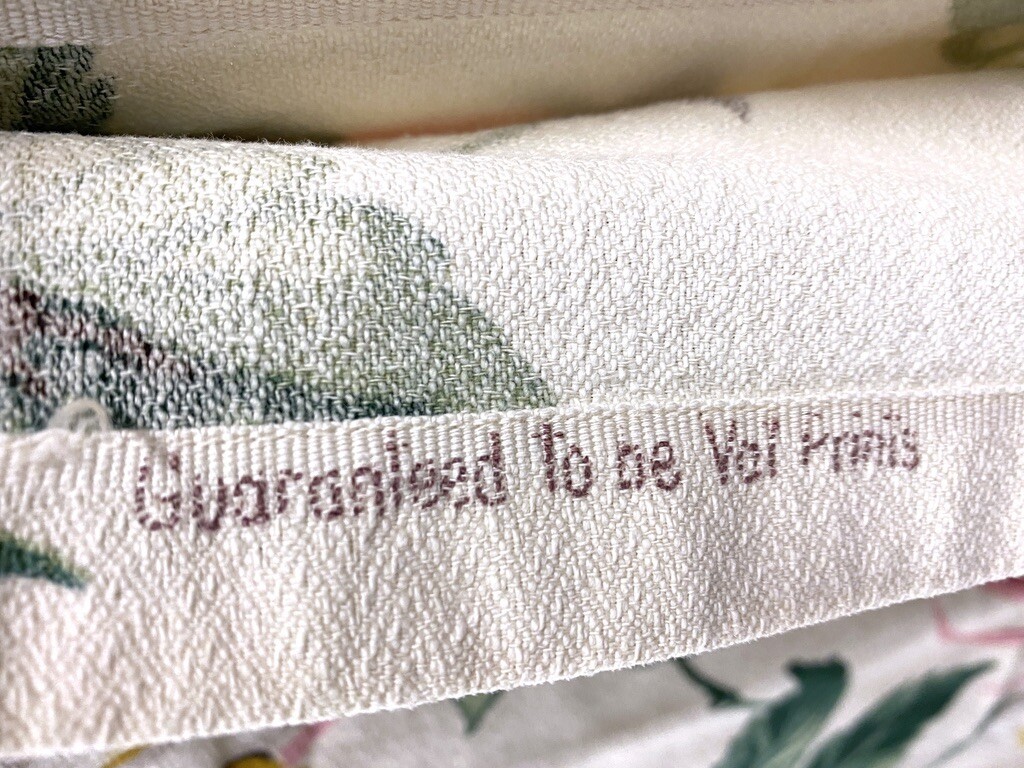 Guaranteed To be Vat Prints